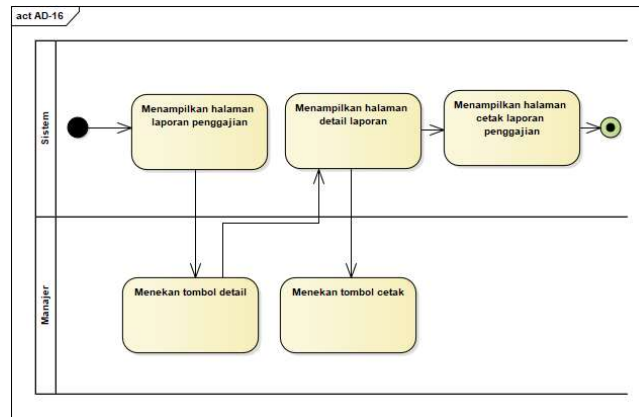 act AD-16
Sistem
Menampilkan halaman
laporan penggajian
Menampilkan halaman
detail laporan
Menampilkan halaman
cetak laporan
penggajian
Manajer
Menekan tombol detail
Menekan tombol cetak